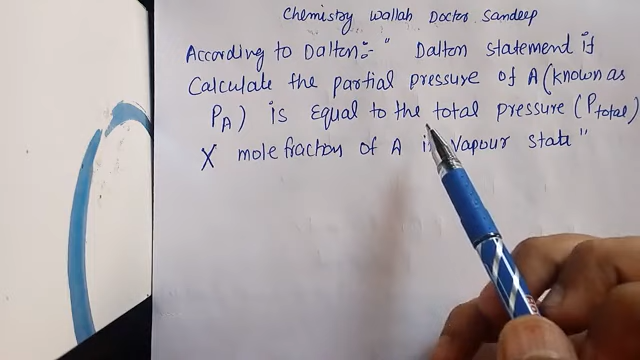 Chemistry Wallah Doctor Sandeep
According to Dalton:- " Dalton statement if
Calculate the partial pressure of A (known as
PA) is equal to the total pressure (Ptotal)
X mole fraction of A in vapour state "